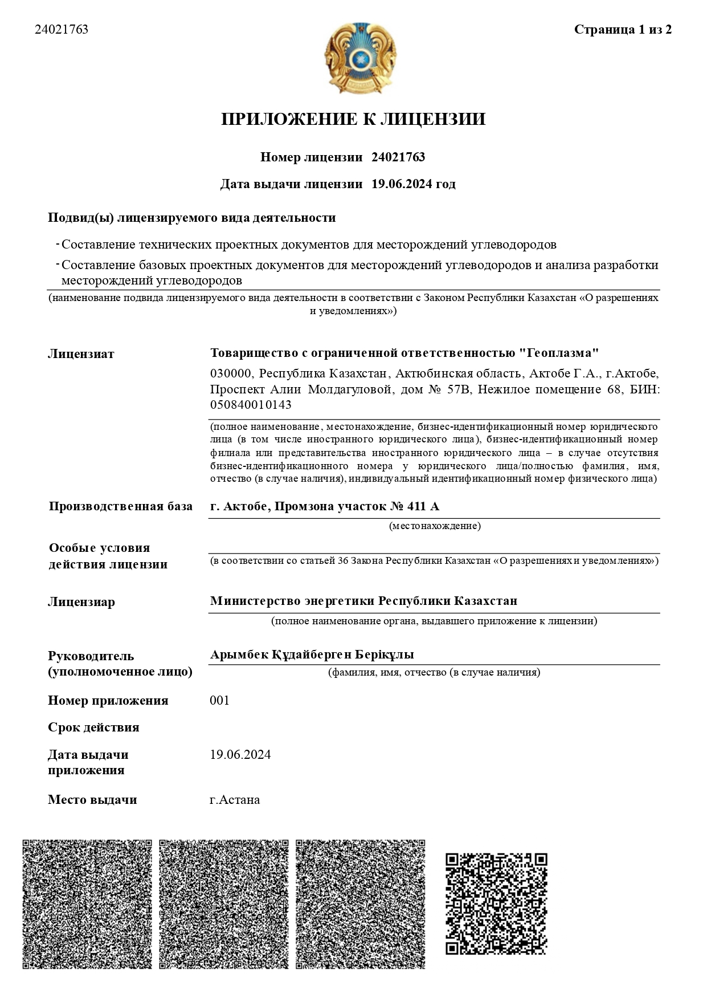 24021763
Страница 1 из 2
ПРИЛОЖЕНИЕ К ЛИЦЕНЗИИ
Номер лицензии 24021763
Дата выдачи лицензии 19.06.2024 год
Подвид(ы) лицензируемого вида деятельности
- Составление технических проектных документов для месторождений углеводородов
- Составление базовых проектных документов для месторождений углеводородов и анализа разработки
месторождений углеводородов
(наименование подвида лицензируемого вида деятельности в соответствии с Законом Республики Казахстан «О разрешениях
и уведомлениях»)
Лицензиат
Товарищество с ограниченной ответственностью "Геоплазма"
030000, Республика Казахстан, Актюбинская область, Актобе Г.А., г.Актобе,
Проспект Алии Молдагуловой, дом № 57В, Нежилое помещение 68, БИН:
050840010143
(полное наименование, местонахождение, бизнес-идентификационный номер юридического
лица (в том числе иностранного юридического лица), бизнес-идентификационный номер
филиала или представительства иностранного юридического лица – в случае отсутствия
бизнес-идентификационного номера у юридического лица/полностью фамилия, имя,
отчество (в случае наличия), индивидуальный идентификационный номер физического лица)
Производственная база
г. Актобе, Промзона участок № 411 А
(местонахождение)
Особые условия
действия лицензии
(в соответствии со статьей 36 Закона Республики Казахстан «О разрешениях и уведомлениях»)
Лицензиар
Министерство энергетики Республики Казахстан
(полное наименование органа, выдавшего приложение к лицензии)
Руководитель
(уполномоченное лицо)
Арымбек Құдайберген Берікұлы
(фамилия, имя, отчество (в случае наличия)
Номер приложения
001
Срок действия
Дата выдачи
приложения
19.06.2024
Место выдачи
г.Астана